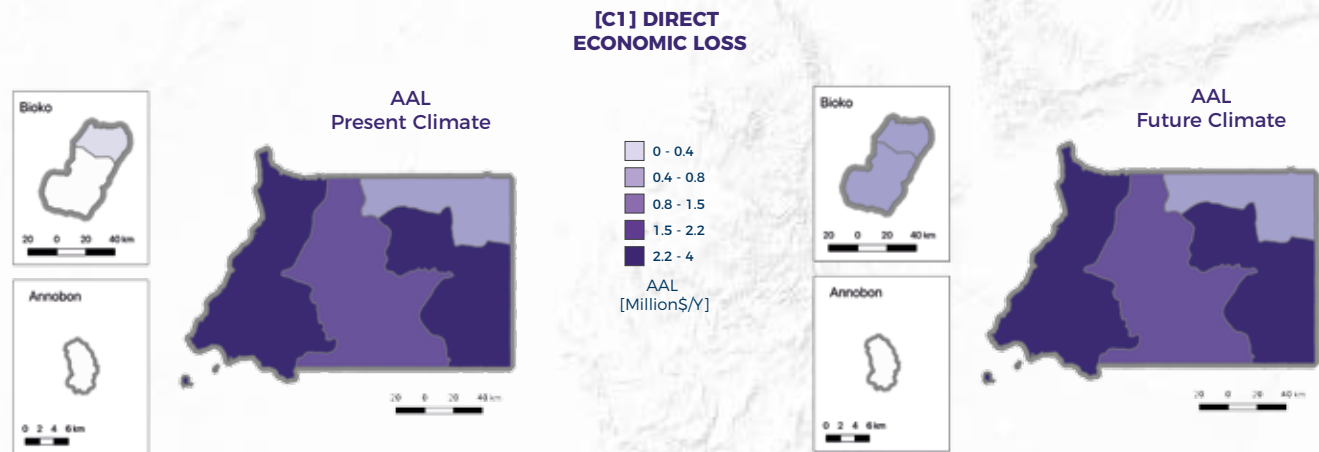 [C1] DIRECT
ECONOMIC LOSS
Bioko
20 0 20 40 km
Annobon
0 2 4 6 km
AAL
Present Climate
20 0 20 40 km
0 - 0.4
0.4 - 0.8
0.8 - 1.5
1.5 - 2.2
2.2 - 4
AAL
[Million$/Y]
Bioko
20 0 20 40 km
Annobon
0 2 4 6 km
AAL
Future Climate
20 0 20 40 km